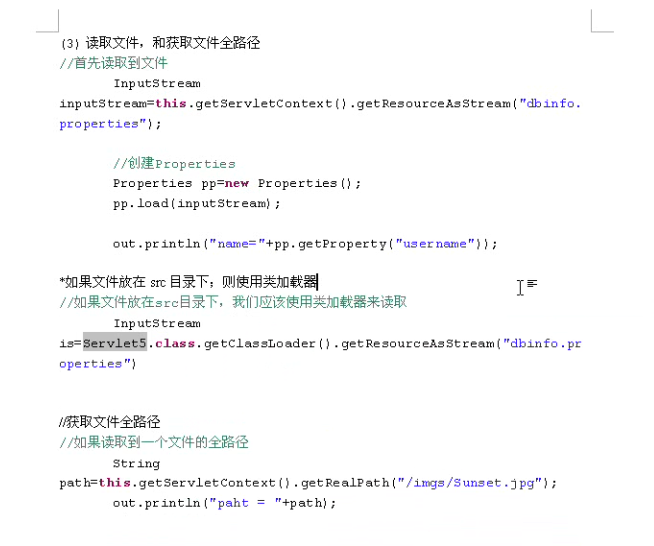 (3) 读取文件，和获取文件全路径
//首先读取到文件
InputStream
inputStream=this.getServletContext().getResourceAsStream("dbinfo.
properties");
//创建Properties
Properties pp=new Properties();
pp.load(inputStream);
out.println("name="+pp.getProperty("username"));
*如果文件放在 src 目录下，则使用类加载器
//如果文件放在src目录下，我们应该使用类加载器来读取
InputStream
is=Servlet5.class.getClassLoader().getResourceAsStream("dbinfo.pr
operties")
//获取文件全路径
//如果读取到一个文件的全路径
String
path=this.getServletContext().getRealPath("/imgs/Sunset.jpg");
out.println("paht = "+path);